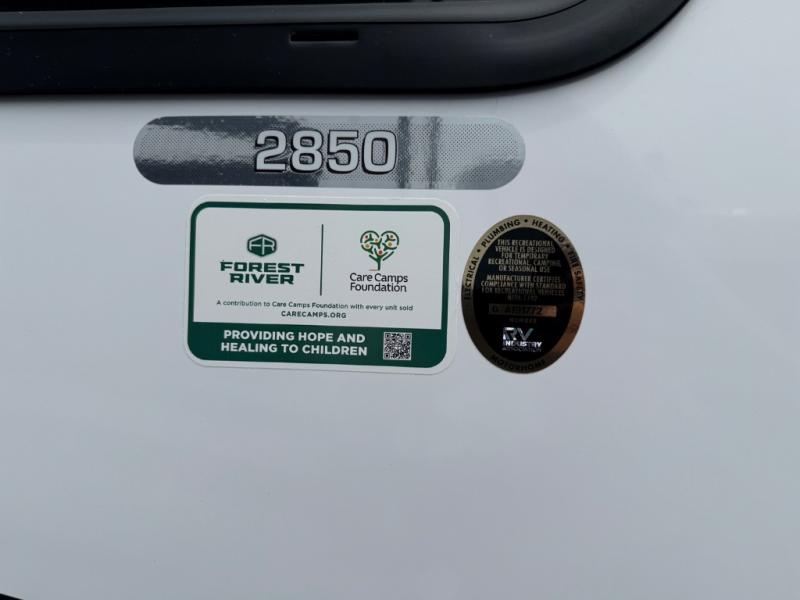 2850
FOREST
RIVER
Care Camps
Foundation
A contribution to Care Camps Foundation with every unit sold
CARECAMPS.ORG
PROVIDING HOPE AND
HEALING TO CHILDREN
ELECTRICAL • PLUMBING • HEATING • FIRE SAFETY
THIS RECREATIONAL
VEHICLE IS DESIGNED
FOR TEMPORARY
RECREATIONAL, CAMPING,
OR SEASONAL USE
MANUFACTURER CERTIFIES
COMPLIANCE WITH STANDARD
FOR RECREATIONAL VEHICLES
NUMBER
RV
INDUSTRY
ASSOCIATION
MOTORHOME